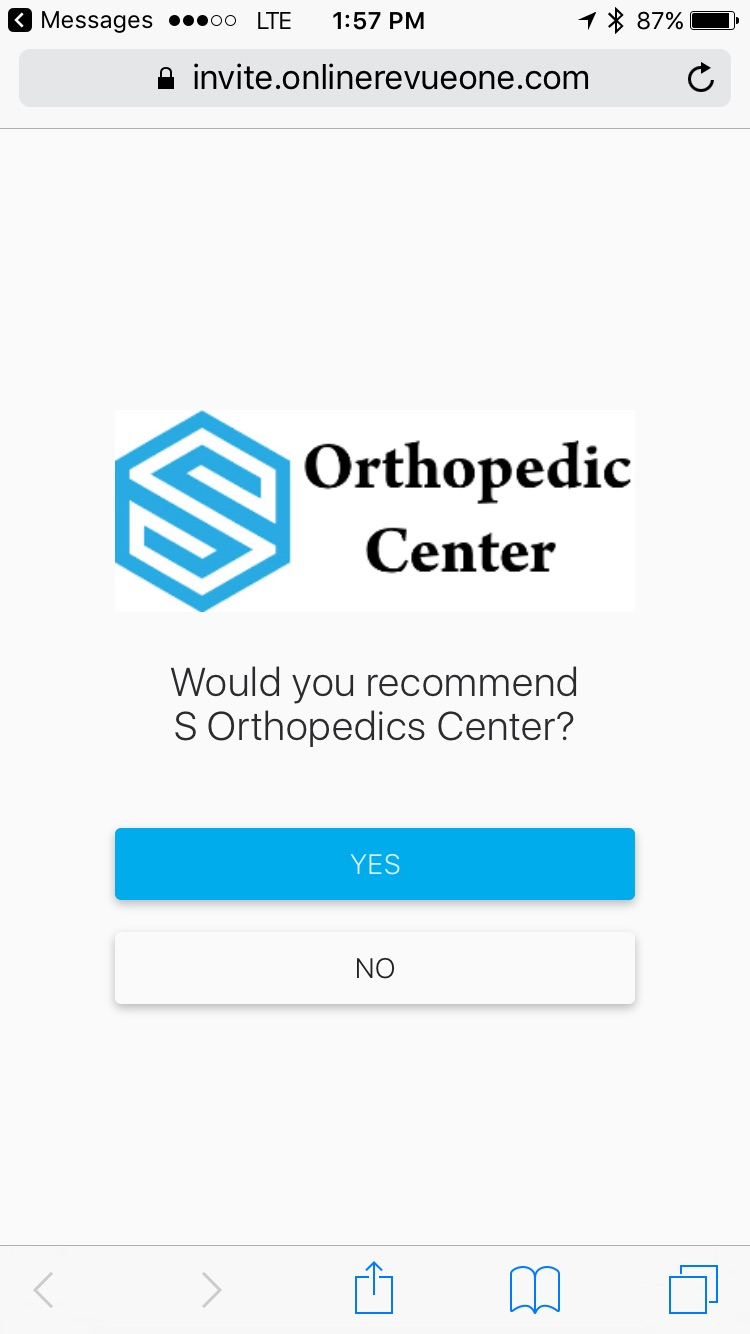 Messages LTE 1:57 PM 87%
invite.onlinerevueone.com
Orthopedic
Center
Would you recommend
S Orthopedics Center?
YES
NO